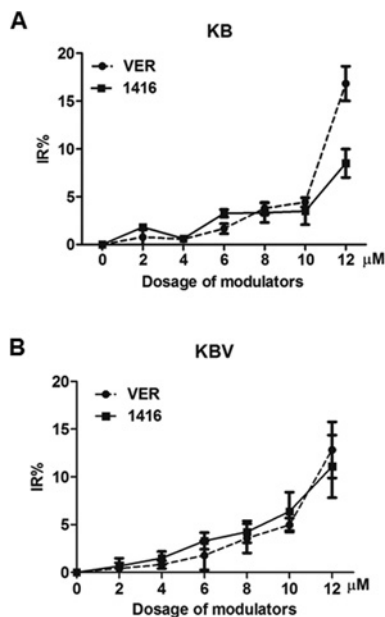 A
KB
VER
1416
IR%
20
15
10
5
0
0 2 4 6 8 10 12 μM
Dosage of modulators
B
KBV
VER
1416
IR%
20
15
10
5
0
0 2 4 6 8 10 12 μM
Dosage of modulators